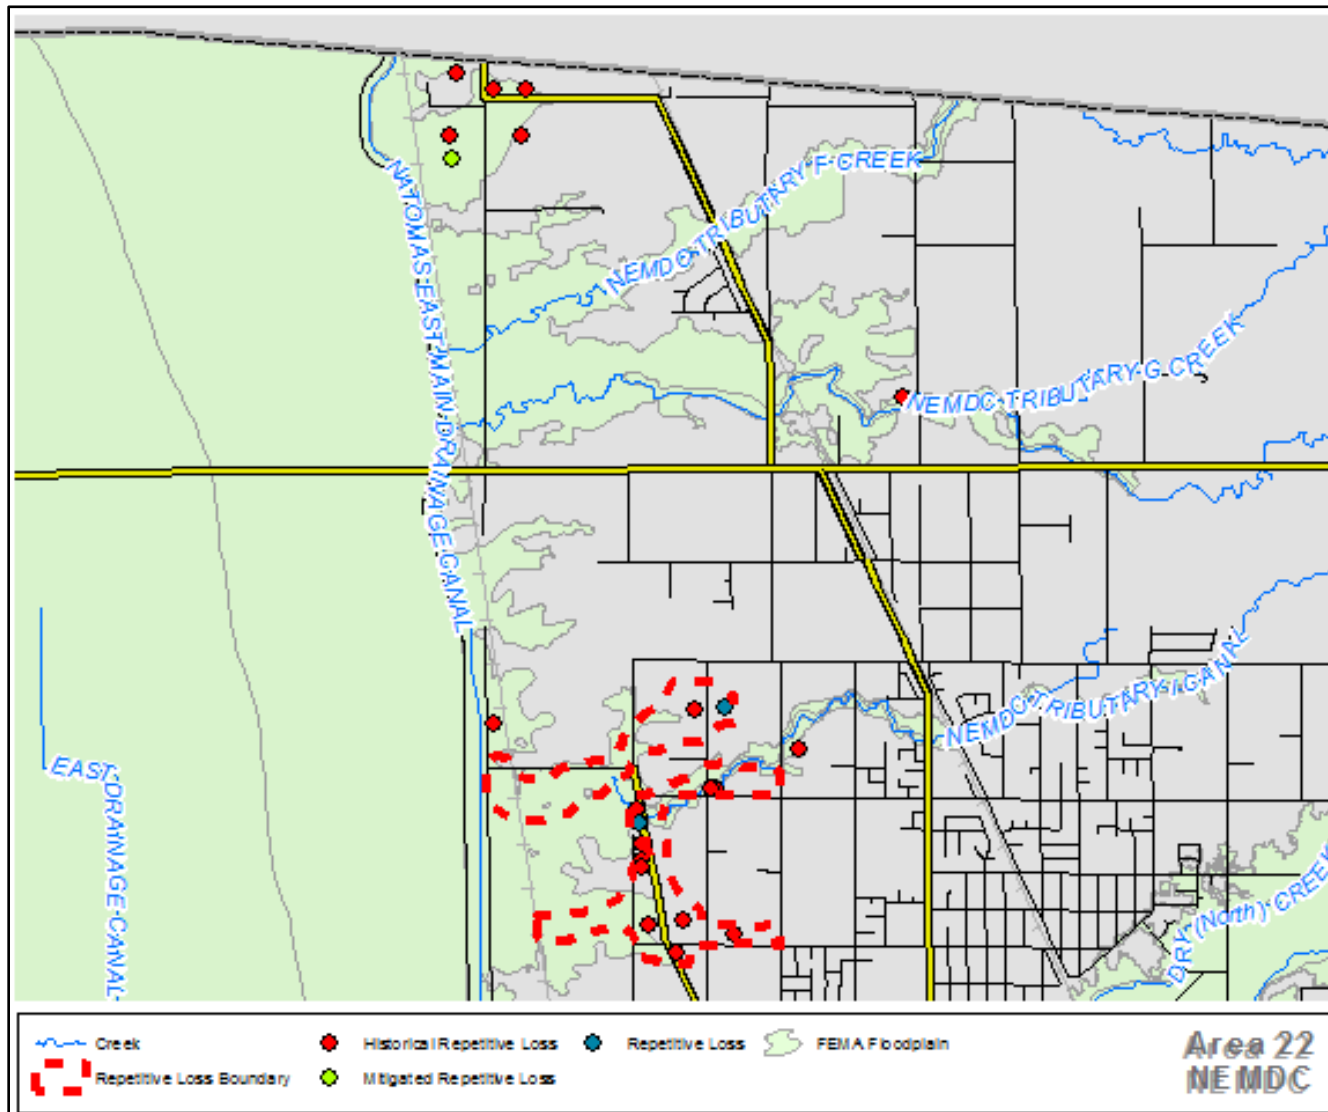 NEMDC TRIBUTARY F CREEK
NATOMAS EAST MAIN DRAINAGE CANAL
NEMDC TRIBUTARY G CREEK
NEMDC TRIBUTARY I CANAL
EAST DRAINAGE CANAL
DRY (North) CREEK
Creek
Historical Repetitive Loss
Repetitive Loss
FEMA Floodplain
Repetitive Loss Boundary
Mitigated Repetitive Loss
Area 22
NEMDC